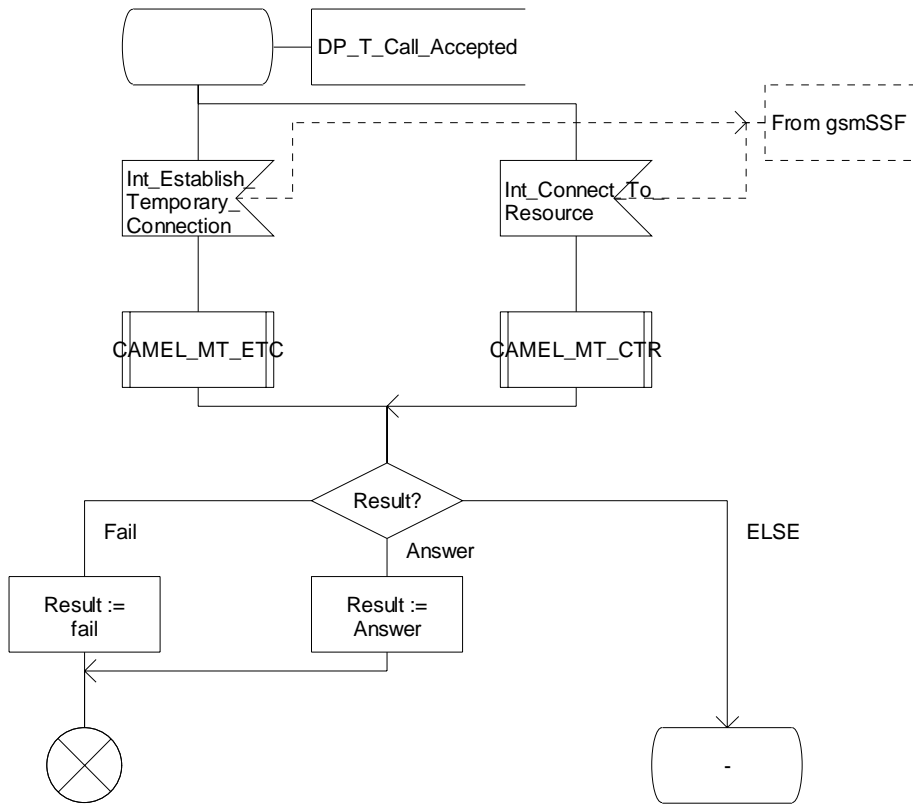 DP_T_Call_Accepted
From gsmSSF
Int_Establish_
Temporary_
Connection
Int_Connect_To_
Resource
CAMEL_MT_ETC
CAMEL_MT_CTR
Result?
Fail
Answer
ELSE
Result :=
fail
Result :=
Answer
-